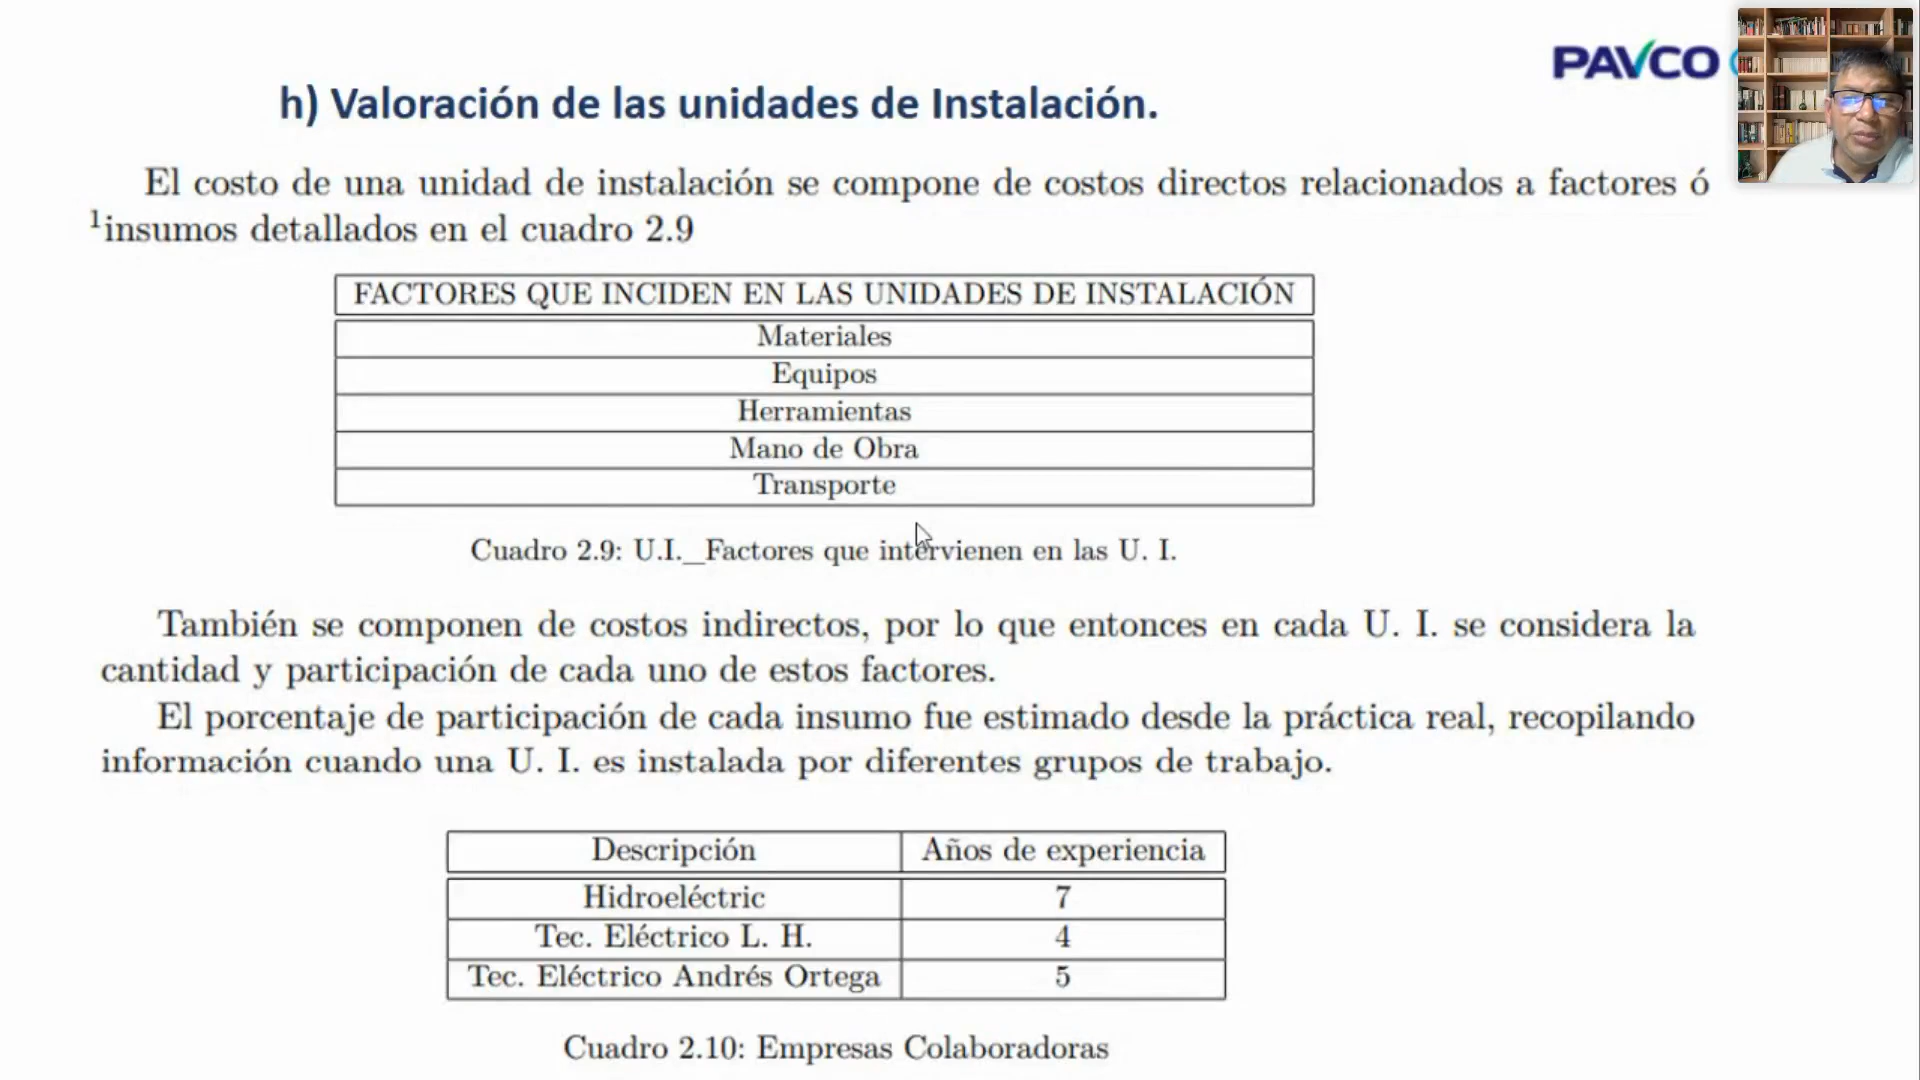 PAVCO
h) Valoración de las unidades de Instalación.
El costo de una unidad de instalación se compone de costos directos relacionados a factores ó
¹insumos detallados en el cuadro 2.9
FACTORES QUE INCIDEN EN LAS UNIDADES DE INSTALACIÓN
Materiales
Equipos
Herramientas
Mano de Obra
Transporte
Cuadro 2.9: U.I._Factores que intervienen en las U. I.
También se componen de costos indirectos, por lo que entonces en cada U. I. se considera la
cantidad y participación de cada uno de estos factores.
El porcentaje de participación de cada insumo fue estimado desde la práctica real, recopilando
información cuando una U. I. es instalada por diferentes grupos de trabajo.
Descripción Años de experiencia
Hidroeléctric 7
Tec. Eléctrico L. H. 4
Tec. Eléctrico Andrés Ortega 5
Cuadro 2.10: Empresas Colaboradoras